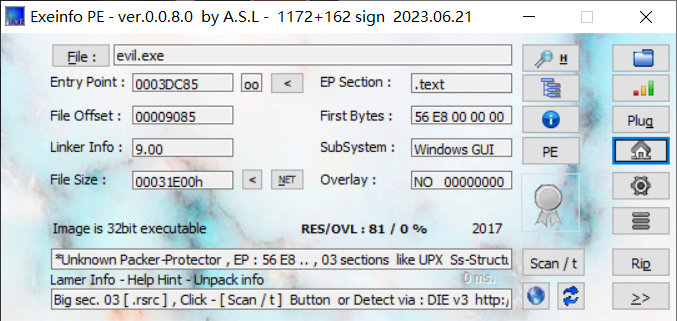 Exeinfo PE - ver.0.0.8.0 by A.S.L - 1172+162 sign 2023.06.21
File : evil.exe H
Entry Point : 0003DC85 oo < EP Section : .text
File Offset : 00009085 First Bytes : 56 E8 00 00 00 Plug
Linker Info : 9.00 SubSystem : Windows GUI PE
File Size : 00031E00h < NET Overlay : NO 00000000
Image is 32bit executable RES/OVL : 81 / 0 % 2017
*Unknown Packer-Protector , EP : 56 E8 .. , 03 sections like UPX Ss-Structu Scan / t Rip
Lamer Info - Help Hint - Unpack info 0 ms.
Big sec. 03 [ .rsrc ] , Click - [ Scan / t ] Button or Detect via : DIE v3 http:/ >>